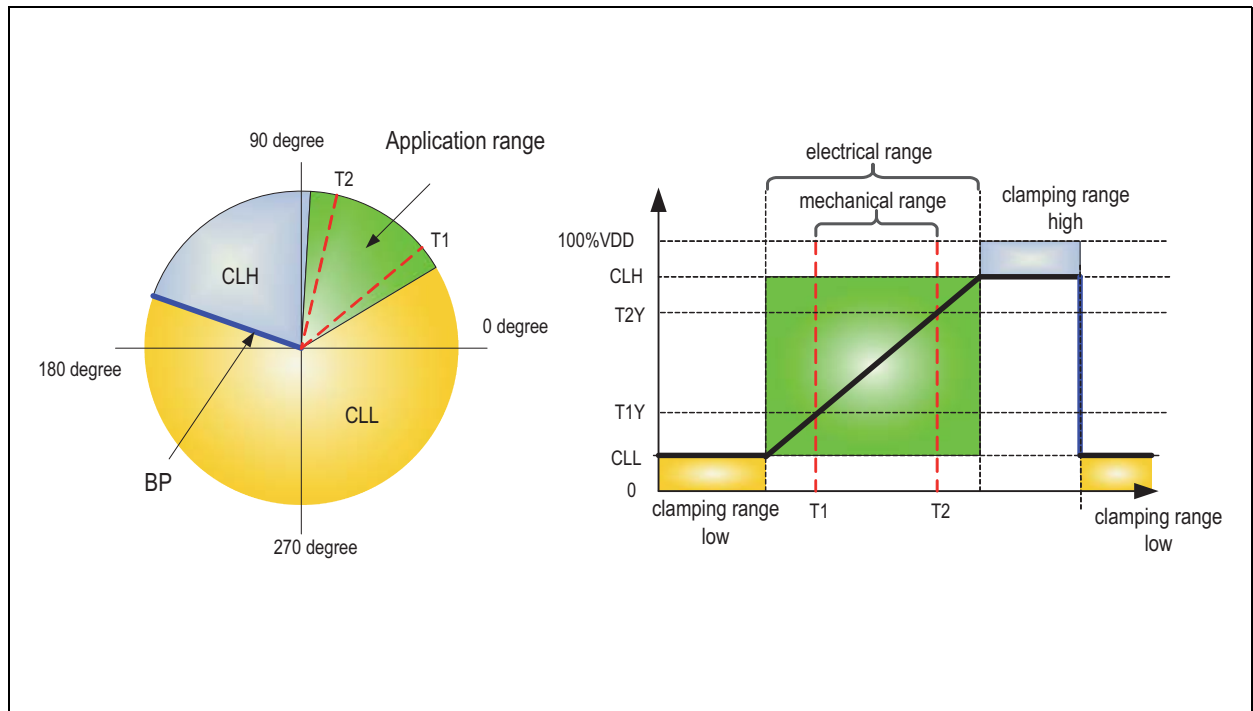 90 degree
Application range
T2
T1
CLH
0 degree
180 degree
CLL
BP
270 degree
electrical range
mechanical range
clamping range
high
100%VDD
CLH
T2Y
T1Y
CLL
0
clamping range
low
T1
T2
clamping range
low